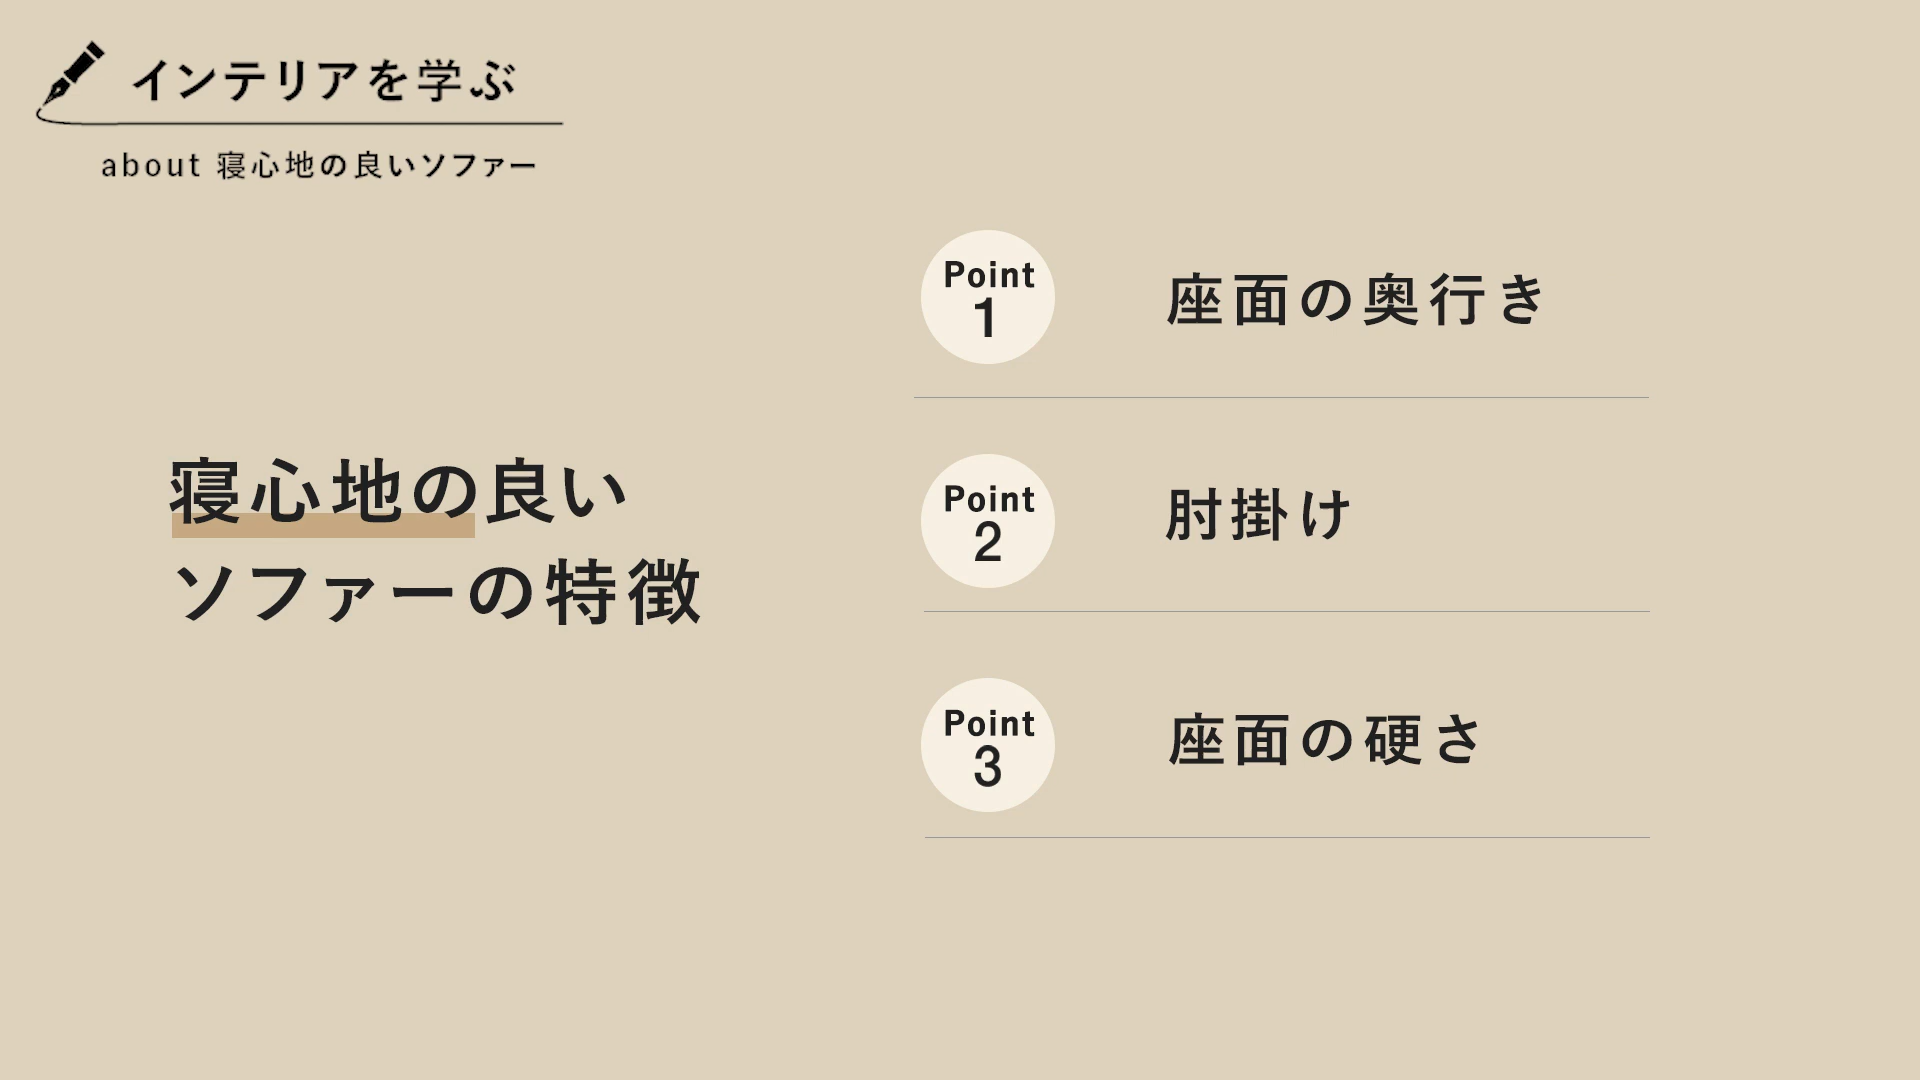 インテリアを学ぶ
about 寝心地の良いソファー
寝心地の良い
ソファーの特徴
Point
1
座面の奥行き
Point
2
肘掛け
Point
3
座面の硬さ